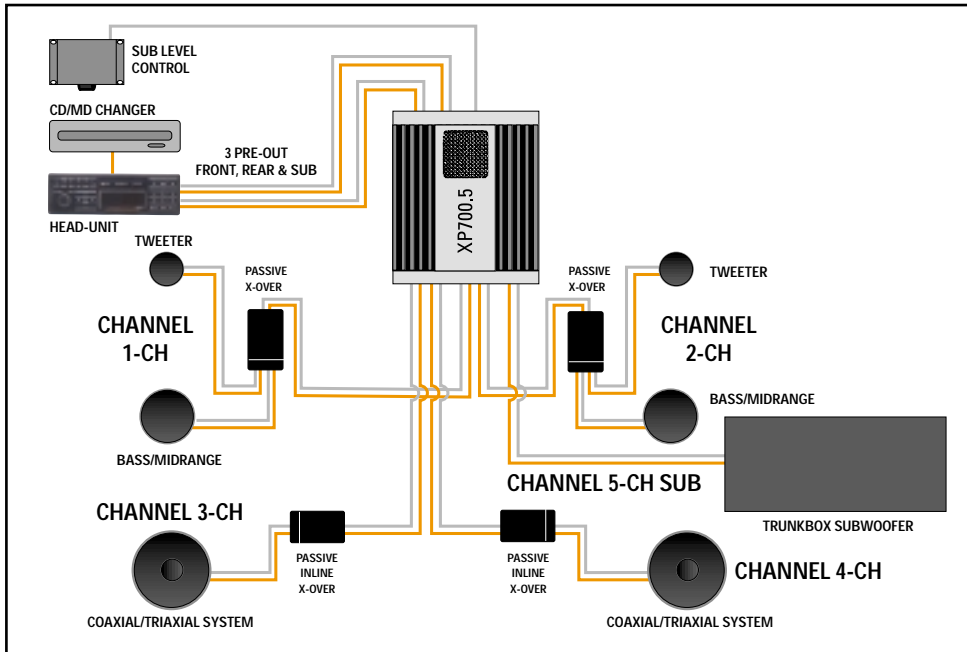 SUB LEVEL
CONTROL
CD/MD CHANGER
3 PRE-OUT
FRONT, REAR & SUB
HEAD-UNIT
XP700.5
TWEETER
PASSIVE
X-OVER
CHANNEL
1-CH
BASS/MIDRANGE
PASSIVE
X-OVER
TWEETER
CHANNEL
2-CH
BASS/MIDRANGE
CHANNEL 5-CH SUB
TRUNKBOX SUBWOOFER
CHANNEL 3-CH
PASSIVE
INLINE
X-OVER
COAXIAL/TRIAXIAL SYSTEM
PASSIVE
INLINE
X-OVER
CHANNEL 4-CH
COAXIAL/TRIAXIAL SYSTEM